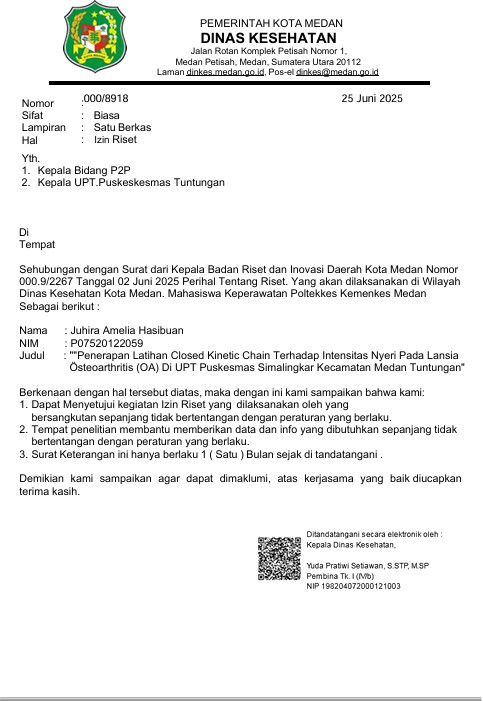 PEMERINTAH KOTA MEDAN
DINAS KESEHATAN
Jalan Rotan Komplek Petisah Nomor 1,
Medan Petisah, Medan, Sumatera Utara 20112
Laman dinkes.medan.go.id, Pos-el dinkes@medan.go.id
Nomor : .000/8918 25 Juni 2025
Sifat : Biasa
Lampiran : Satu Berkas
Hal : Izin Riset
Yth.
1. Kepala Bidang P2P
2. Kepala UPT.Puskeskesmas Tuntungan
Di
Tempat
Sehubungan dengan Surat dari Kepala Badan Riset dan Inovasi Daerah Kota Medan Nomor
000.9/2267 Tanggal 02 Juni 2025 Perihal Tentang Riset. Yang akan dilaksanakan di Wilayah
Dinas Kesehatan Kota Medan. Mahasiswa Keperawatan Poltekkes Kemenkes Medan
Sebagai berikut :
Nama : Juhira Amelia Hasibuan
NIM : P07520122059
Judul : ""Penerapan Latihan Closed Kinetic Chain Terhadap Intensitas Nyeri Pada Lansia
Östeoarthritis (OA) Di UPT Puskesmas Simalingkar Kecamatan Medan Tuntungan"
Berkenaan dengan hal tersebut diatas, maka dengan ini kami sampaikan bahwa kami:
1. Dapat Menyetujui kegiatan Izin Riset yang dilaksanakan oleh yang
bersangkutan sepanjang tidak bertentangan dengan peraturan yang berlaku.
2. Tempat penelitian membantu memberikan data dan info yang dibutuhkan sepanjang tidak
bertentangan dengan peraturan yang berlaku.
3. Surat Keterangan ini hanya berlaku 1 ( Satu ) Bulan sejak di tandatangani .
Demikian kami sampaikan agar dapat dimaklumi, atas kerjasama yang baik diucapkan
terima kasih.
Ditandatangani secara elektronik oleh :
Kepala Dinas Kesehatan,
Yuda Pratiwi Setiawan, S.STP, M.SP
Pembina Tk. I (IV/b)
NIP 198204072000121003